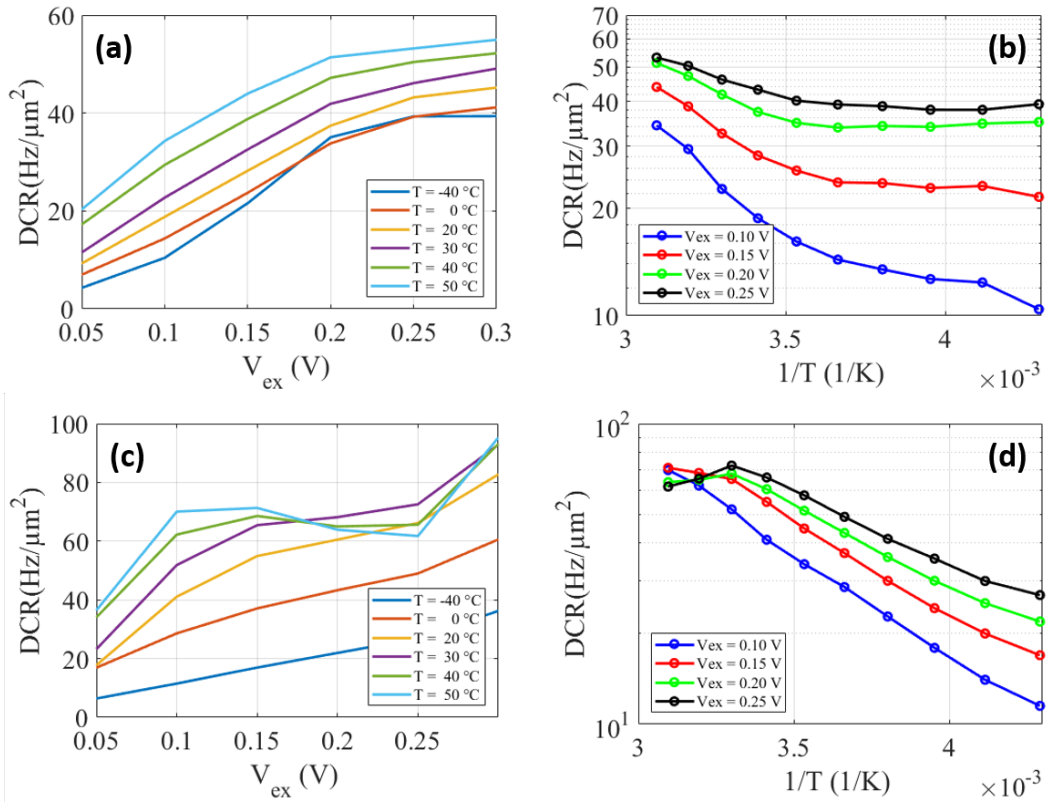 (a)
DCR(Hz/µm²)
60
40
20
0
0.05 0.1 0.15 0.2 0.25 0.3
V_ex (V)
T = -40 °C
T = 0 °C
T = 20 °C
T = 30 °C
T = 40 °C
T = 50 °C
(b)
DCR(Hz/µm²)
70
60
50
40
30
20
10
3 3.5 4
1/T (1/K)
×10⁻³
Vex = 0.10 V
Vex = 0.15 V
Vex = 0.20 V
Vex = 0.25 V
(c)
DCR(Hz/µm²)
100
80
60
40
20
0
0.05 0.1 0.15 0.2 0.25
V_ex (V)
T = -40 °C
T = 0 °C
T = 20 °C
T = 30 °C
T = 40 °C
T = 50 °C
(d)
DCR(Hz/µm²)
10²
10¹
3 3.5 4
1/T (1/K)
×10⁻³
Vex = 0.10 V
Vex = 0.15 V
Vex = 0.20 V
Vex = 0.25 V